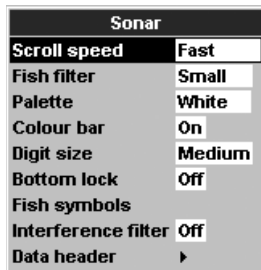 Sonar
Scroll speed Fast
Fish filter Small
Palette White
Colour bar On
Digit size Medium
Bottom lock Off
Fish symbols
Interference filter Off
Data header